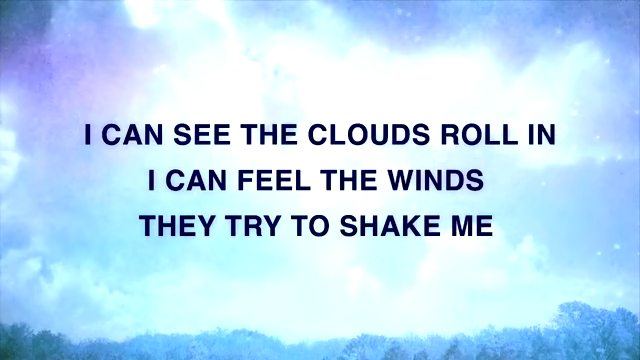 I CAN SEE THE CLOUDS ROLL IN
I CAN FEEL THE WINDS
THEY TRY TO SHAKE ME